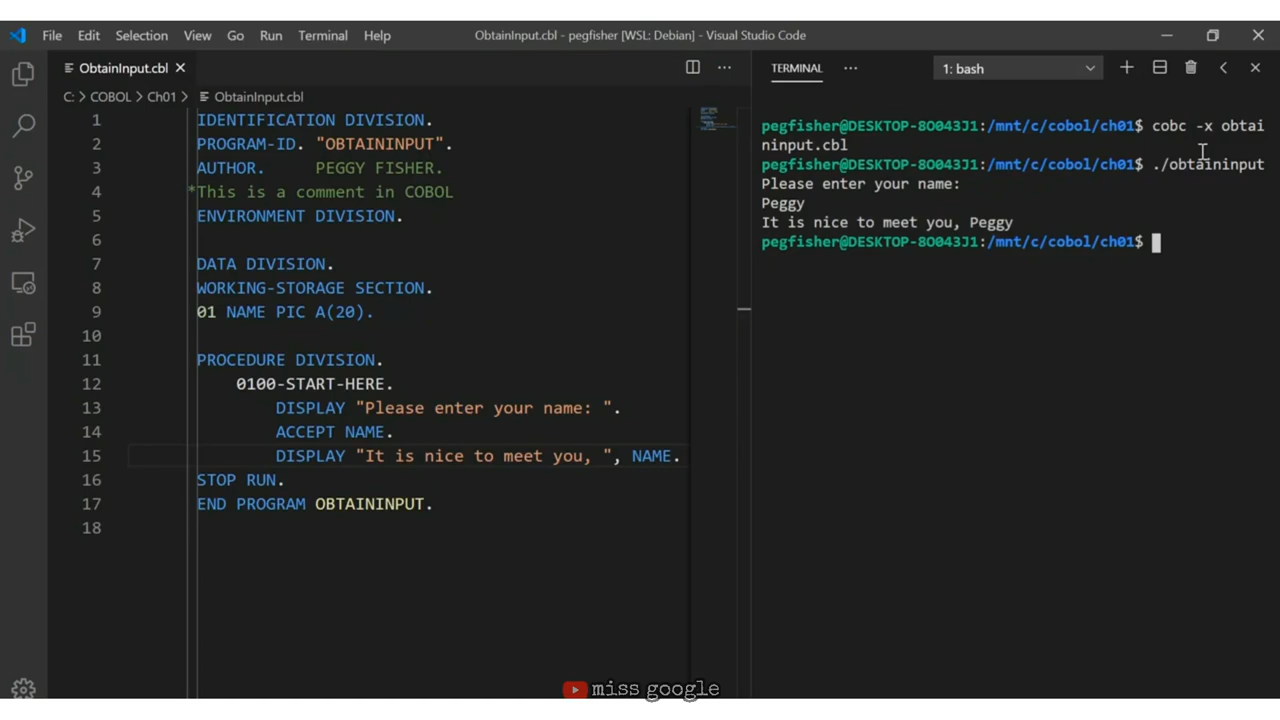 File Edit Selection View Go Run Terminal Help ObtainInput.cbl - pegfisher [WSL: Debian] - Visual Studio Code
ObtainInput.cbl
C: > COBOL > Ch01 > ObtainInput.cbl
1 IDENTIFICATION DIVISION.
2 PROGRAM-ID. "OBTAININPUT".
3 AUTHOR. PEGGY FISHER.
4 *This is a comment in COBOL
5 ENVIRONMENT DIVISION.
6
7 DATA DIVISION.
8 WORKING-STORAGE SECTION.
9 01 NAME PIC A(20).
10
11 PROCEDURE DIVISION.
12 0100-START-HERE.
13 DISPLAY "Please enter your name: ".
14 ACCEPT NAME.
15 DISPLAY "It is nice to meet you, ", NAME.
16 STOP RUN.
17 END PROGRAM OBTAININPUT.
18
TERMINAL ... 1: bash
pegfisher@DESKTOP-8O043J1:/mnt/c/cobol/ch01$ cobc -x obtai
ninput.cbl
pegfisher@DESKTOP-8O043J1:/mnt/c/cobol/ch01$ ./obtaininput
Please enter your name:
Peggy
It is nice to meet you, Peggy
pegfisher@DESKTOP-8O043J1:/mnt/c/cobol/ch01$
miss google